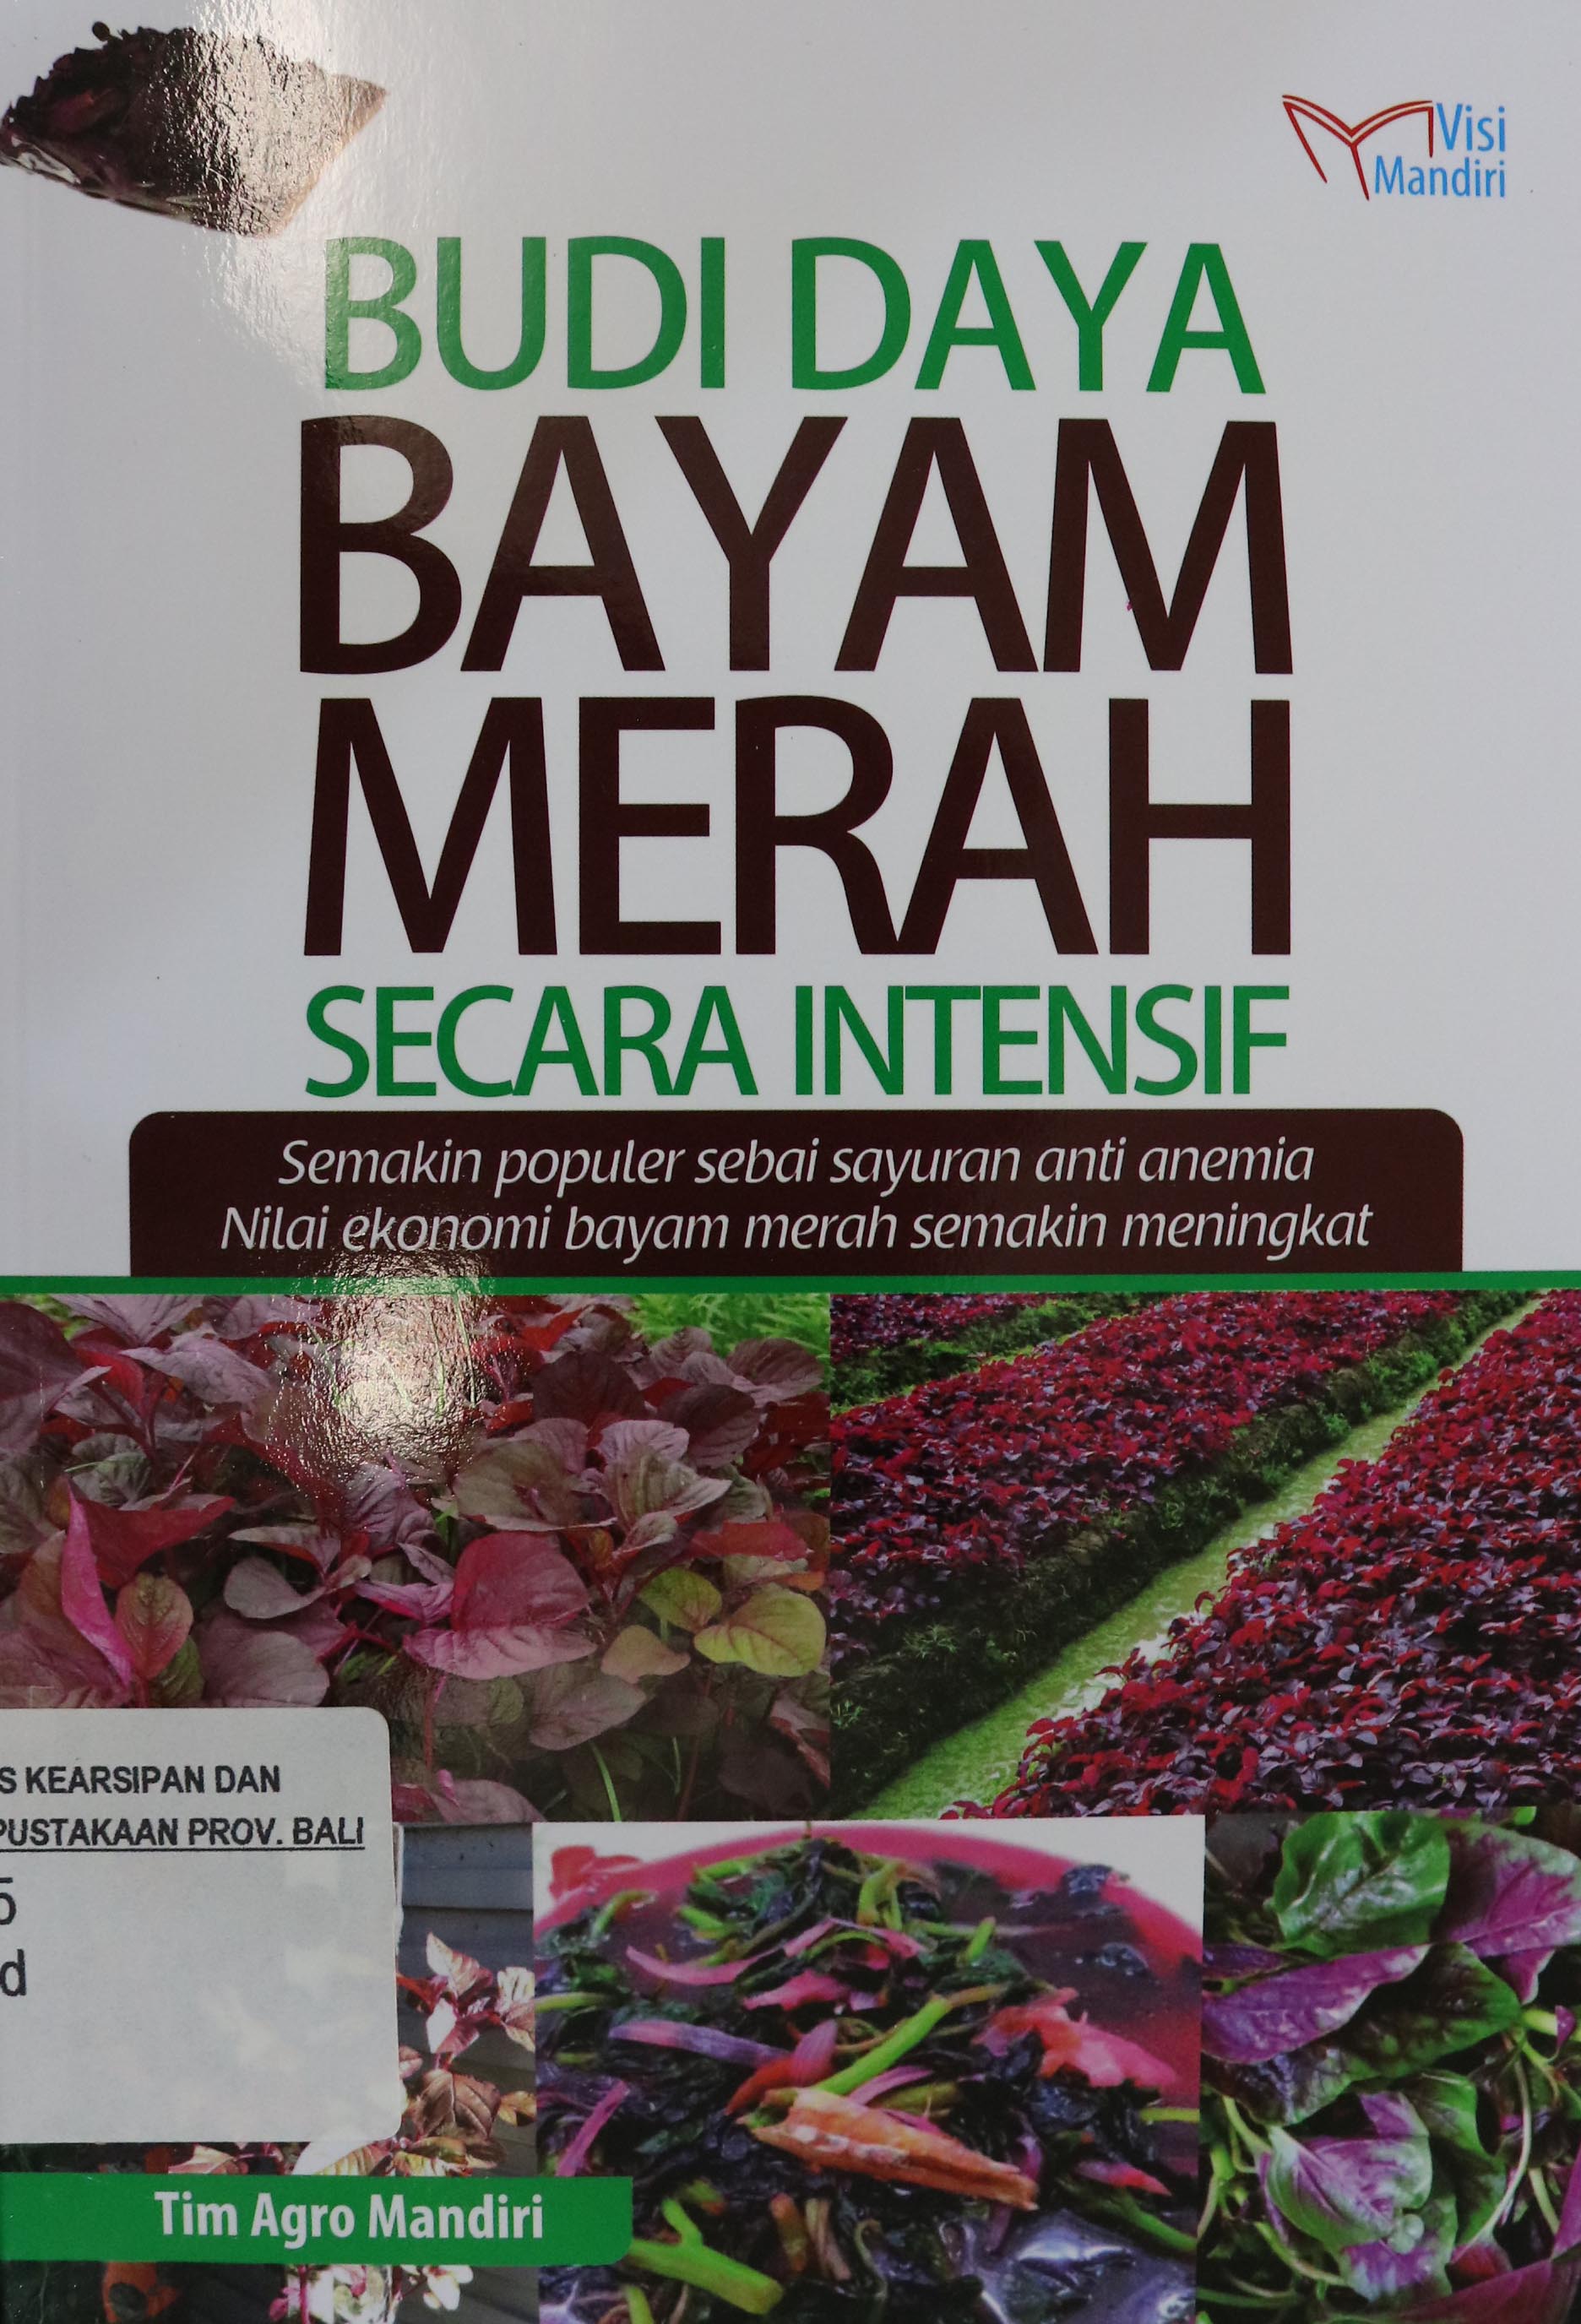 Visi
Mandiri
BUDI DAYA
BAYAM
MERAH
SECARA INTENSIF
Semakin populer sebai sayuran anti anemia
Nilai ekonomi bayam merah semakin meningkat
S KEARSIPAN DAN
PUSTAKAAN PROV. BALI
d
Tim Agro Mandiri